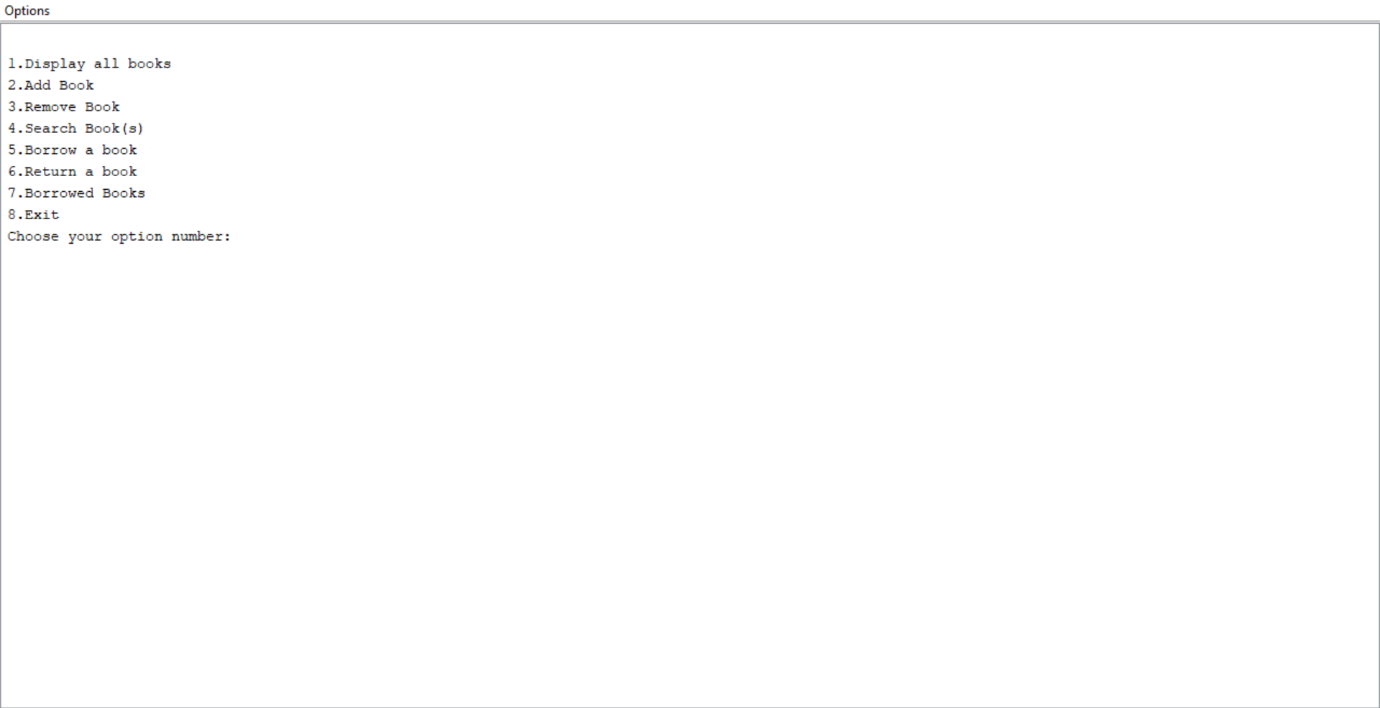 Options
1.Display all books
2.Add Book
3.Remove Book
4.Search Book(s)
5.Borrow a book
6.Return a book
7.Borrowed Books
8.Exit
Choose your option number: